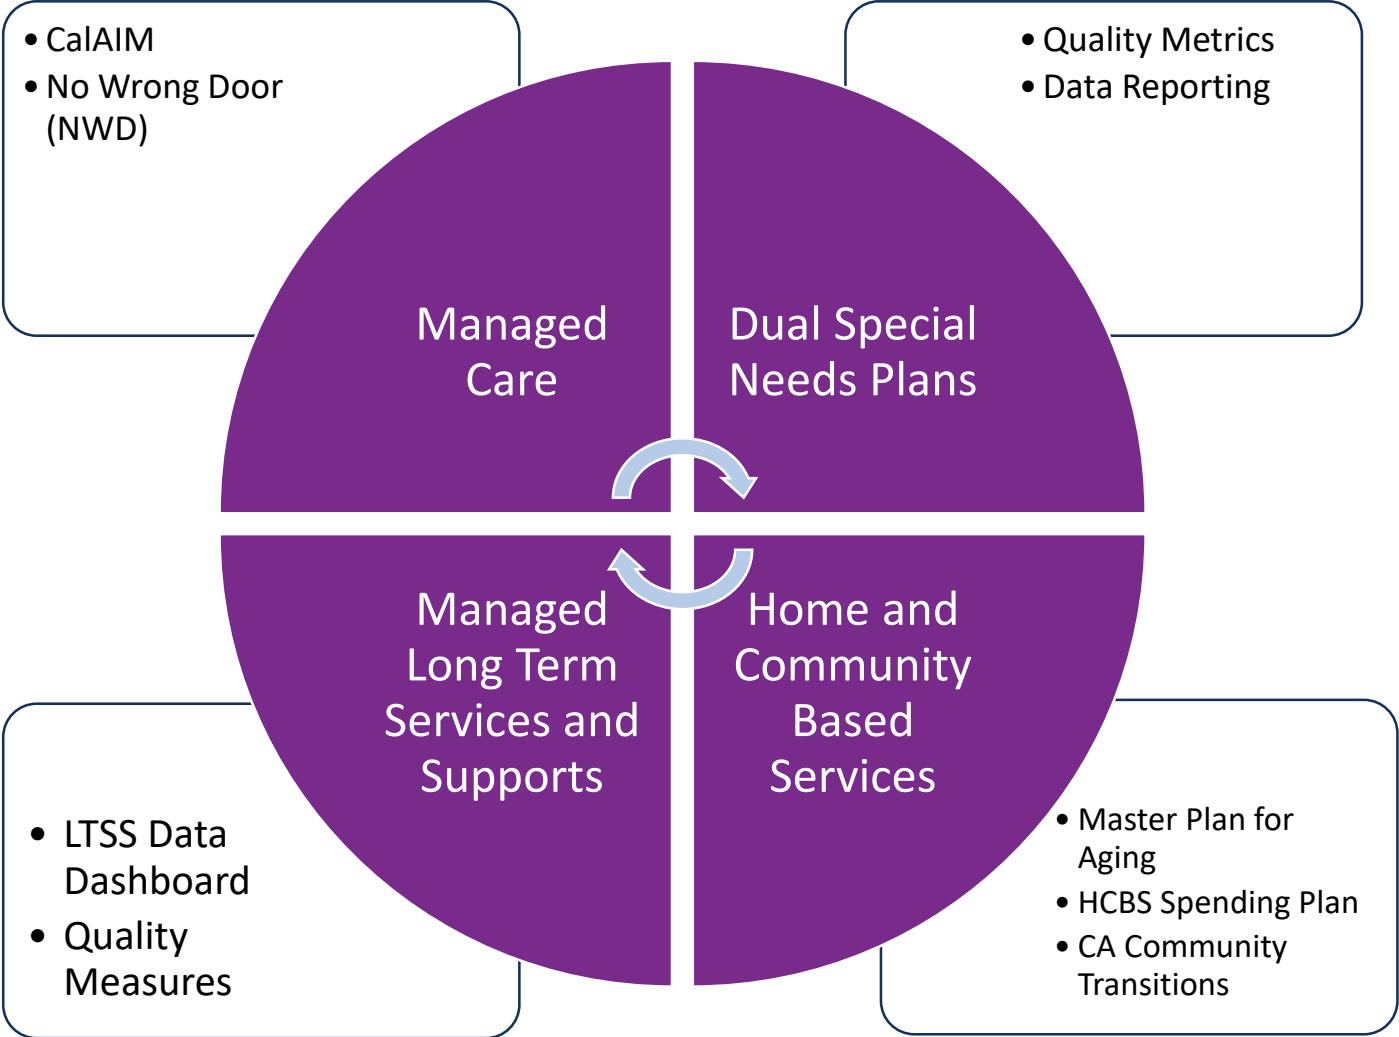 • CalAIM
• No Wrong Door
(NWD)
• Quality Metrics
• Data Reporting
Managed
Care
Dual Special
Needs Plans
Managed
Long Term
Services and
Supports
Home and
Community
Based
Services
• LTSS Data
Dashboard
• Quality
Measures
• Master Plan for
Aging
• HCBS Spending Plan
• CA Community
Transitions